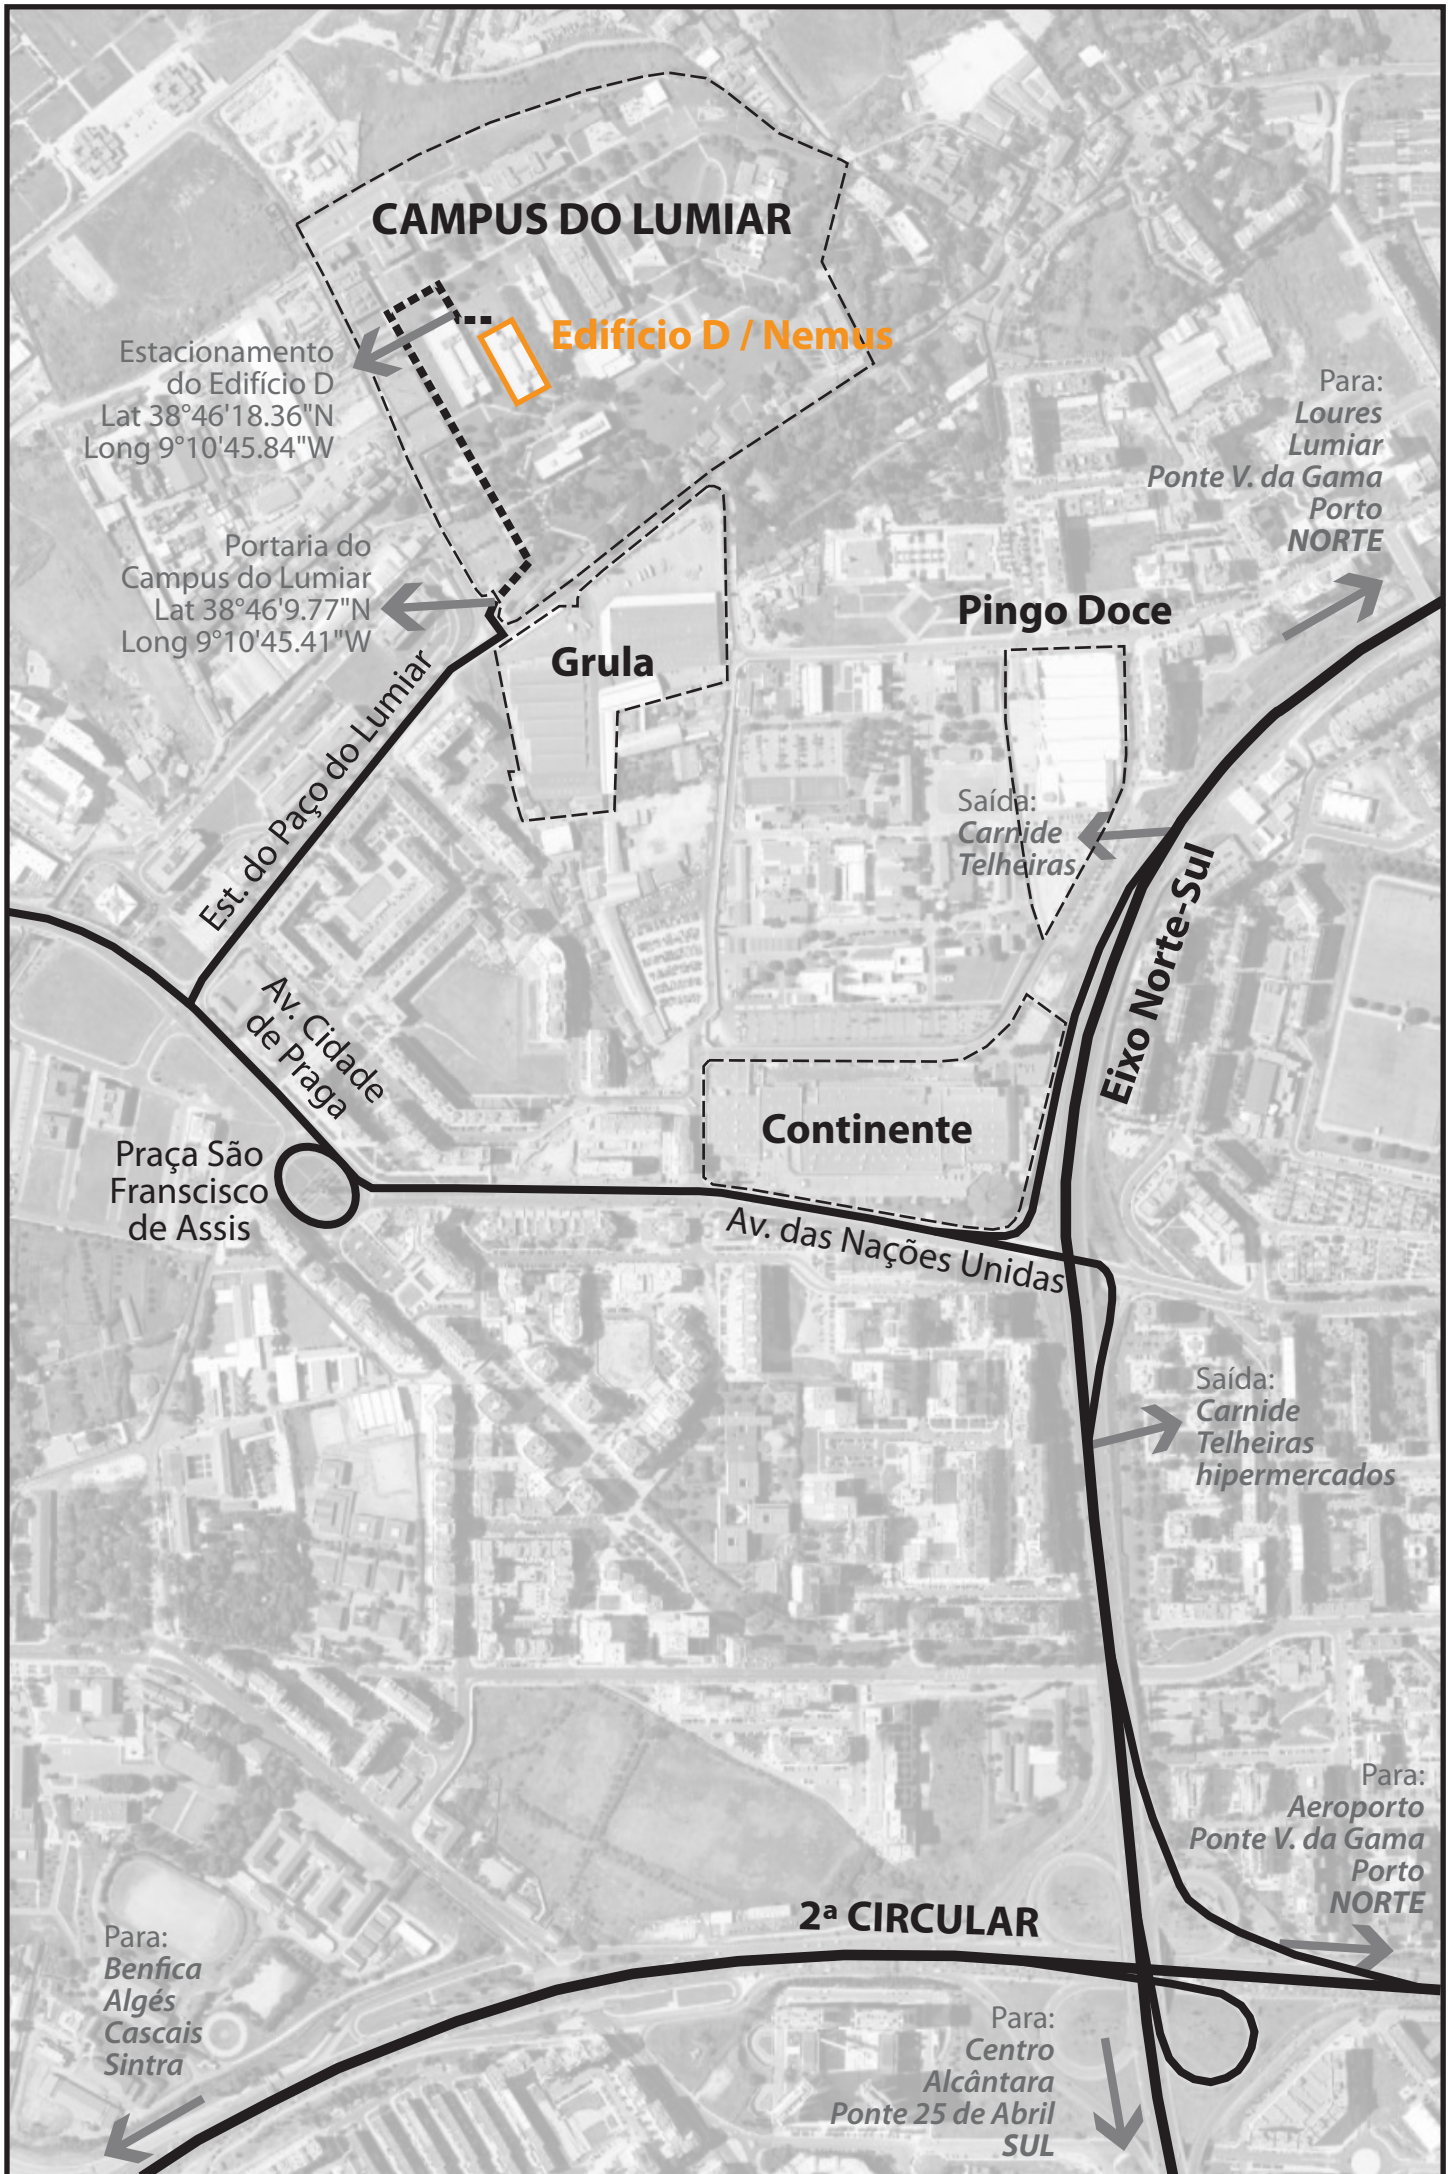 CAMPUS DO LUMIAR
Edifício D / Nemus
Estacionamento
do Edifício D
Lat 38°46'18.36"N
Long 9°10'45.84"W
Para:
Loures
Lumiar
Ponte V. da Gama
Porto
NORTE
Portaria do
Campus do Lumiar
Lat 38°46'9.77"N
Long 9°10'45.41"W
Pingo Doce
Grula
Est. do Paço do Lumiar
Saída:
Carnide
Telheiras
Eixo Norte-Sul
Av. Cidade
de Praga
Continente
Praça São
Franscisco
de Assis
Av. das Nações Unidas
Saída:
Carnide
Telheiras
hipermercados
Para:
Aeroporto
Ponte V. da Gama
Porto
NORTE
2ª CIRCULAR
Para:
Benfica
Algés
Cascais
Sintra
Para:
Centro
Alcântara
Ponte 25 de Abril
SUL